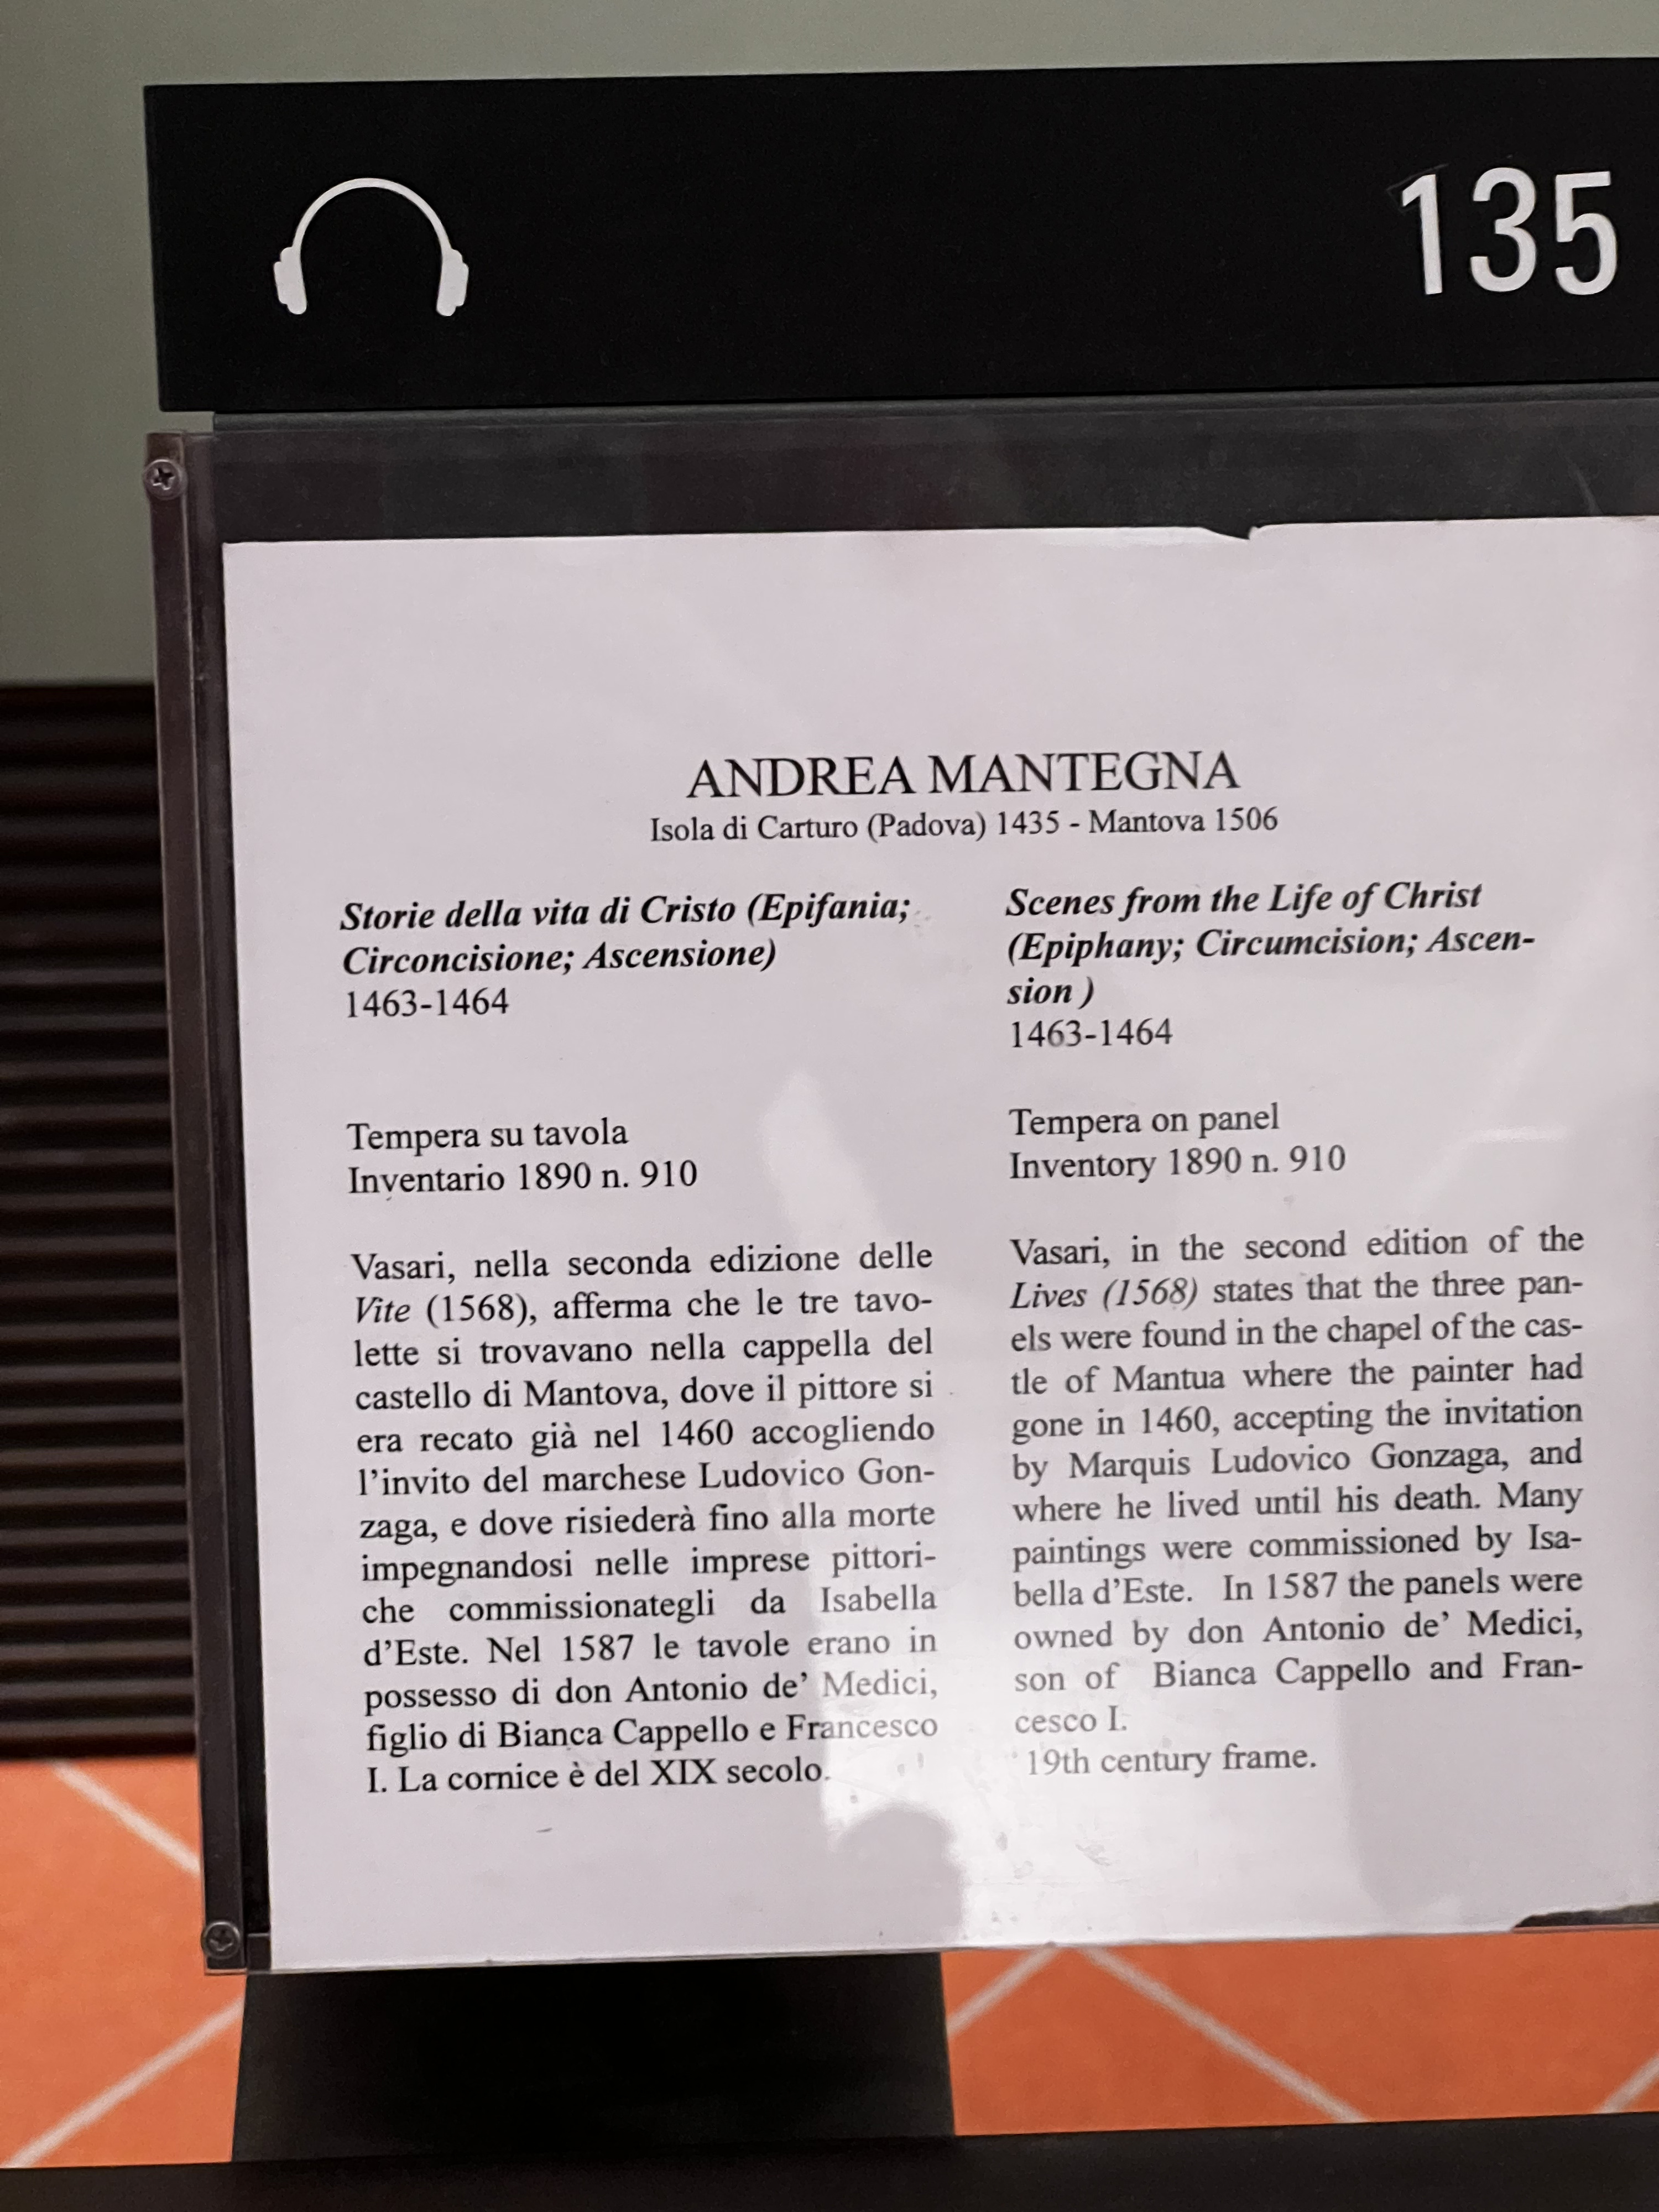 135
ANDREA MANTEGNA
Isola di Carturo (Padova) 1435 - Mantova 1506
Storie della vita di Cristo (Epifania;
Circoncisione; Ascensione)
1463-1464
Tempera su tavola
Inventario 1890 n. 910
Vasari, nella seconda edizione delle
Vite (1568), afferma che le tre tavo-
lette si trovavano nella cappella del
castello di Mantova, dove il pittore si
era recato già nel 1460 accogliendo
l'invito del marchese Ludovico Gon-
zaga, e dove risiederà fino alla morte
impegnandosi nelle imprese pittori-
che commissionategli da Isabella
d'Este. Nel 1587 le tavole erano in
possesso di don Antonio de' Medici,
figlio di Bianca Cappello e Francesco
I. La cornice è del XIX secolo.
Scenes from the Life of Christ
(Epiphany; Circumcision; Ascen-
sion )
1463-1464
Tempera on panel
Inventory 1890 n. 910
Vasari, in the second edition of the
Lives (1568) states that the three pan-
els were found in the chapel of the cas-
tle of Mantua where the painter had
gone in 1460, accepting the invitation
by Marquis Ludovico Gonzaga, and
where he lived until his death. Many
paintings were commissioned by Isa-
bella d'Este. In 1587 the panels were
owned by don Antonio de' Medici,
son of Bianca Cappello and Fran-
cesco I.
19th century frame.